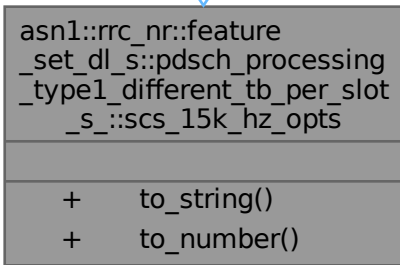 asn1::rrc_nr::feature
_set_dl_s::pdsch_processing
_type1_different_tb_per_slot
_s_::scs_15k_hz_opts
+ to_string()
+ to_number()